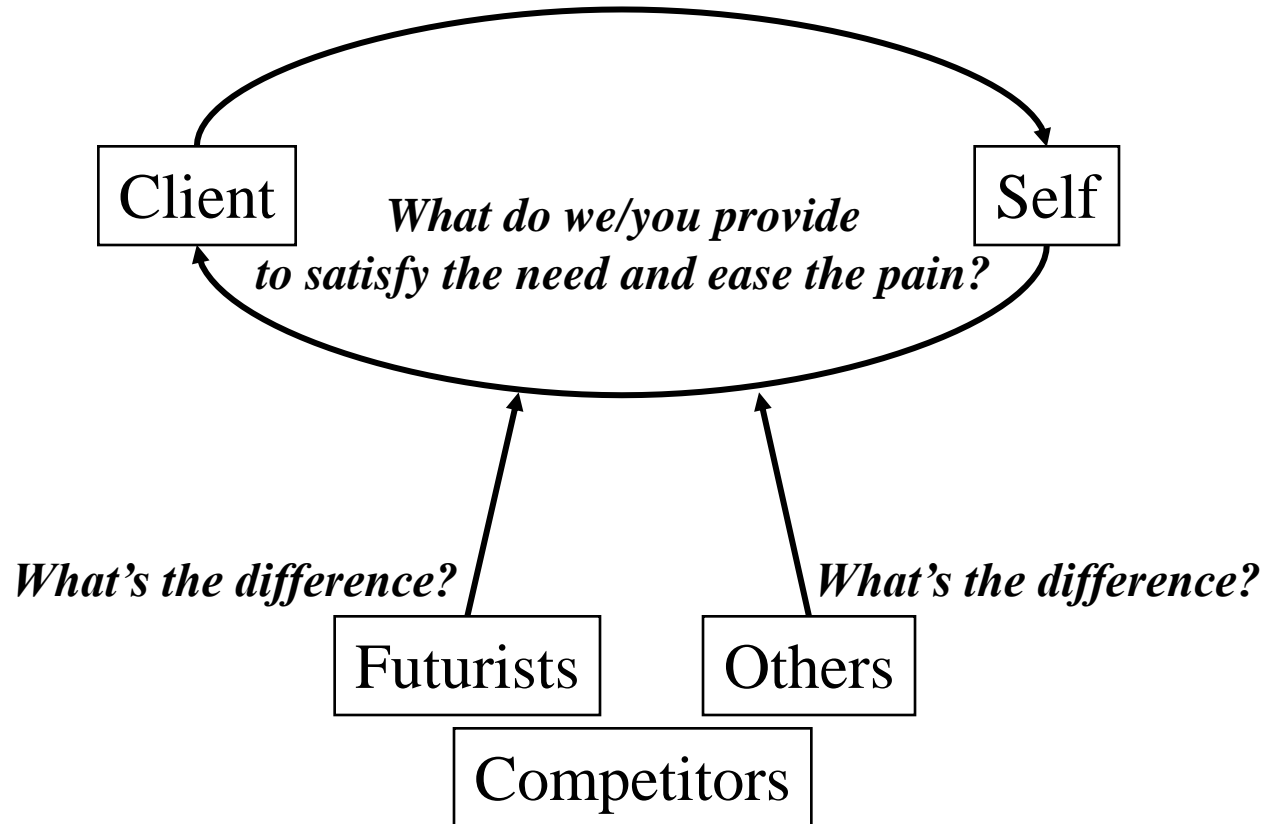 Client
Self
What do we/you provide
to satisfy the need and ease the pain?
What's the difference?
What's the difference?
Futurists
Others
Competitors